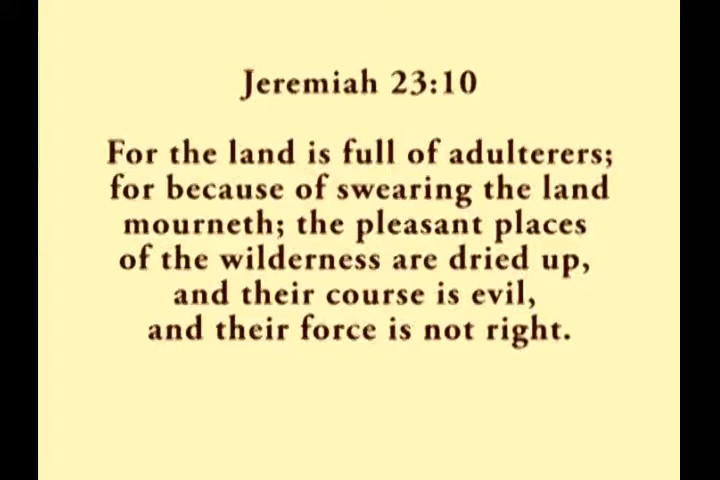 Jeremiah 23:10
For the land is full of adulterers;
for because of swearing the land
mourneth; the pleasant places
of the wilderness are dried up,
and their course is evil,
and their force is not right.